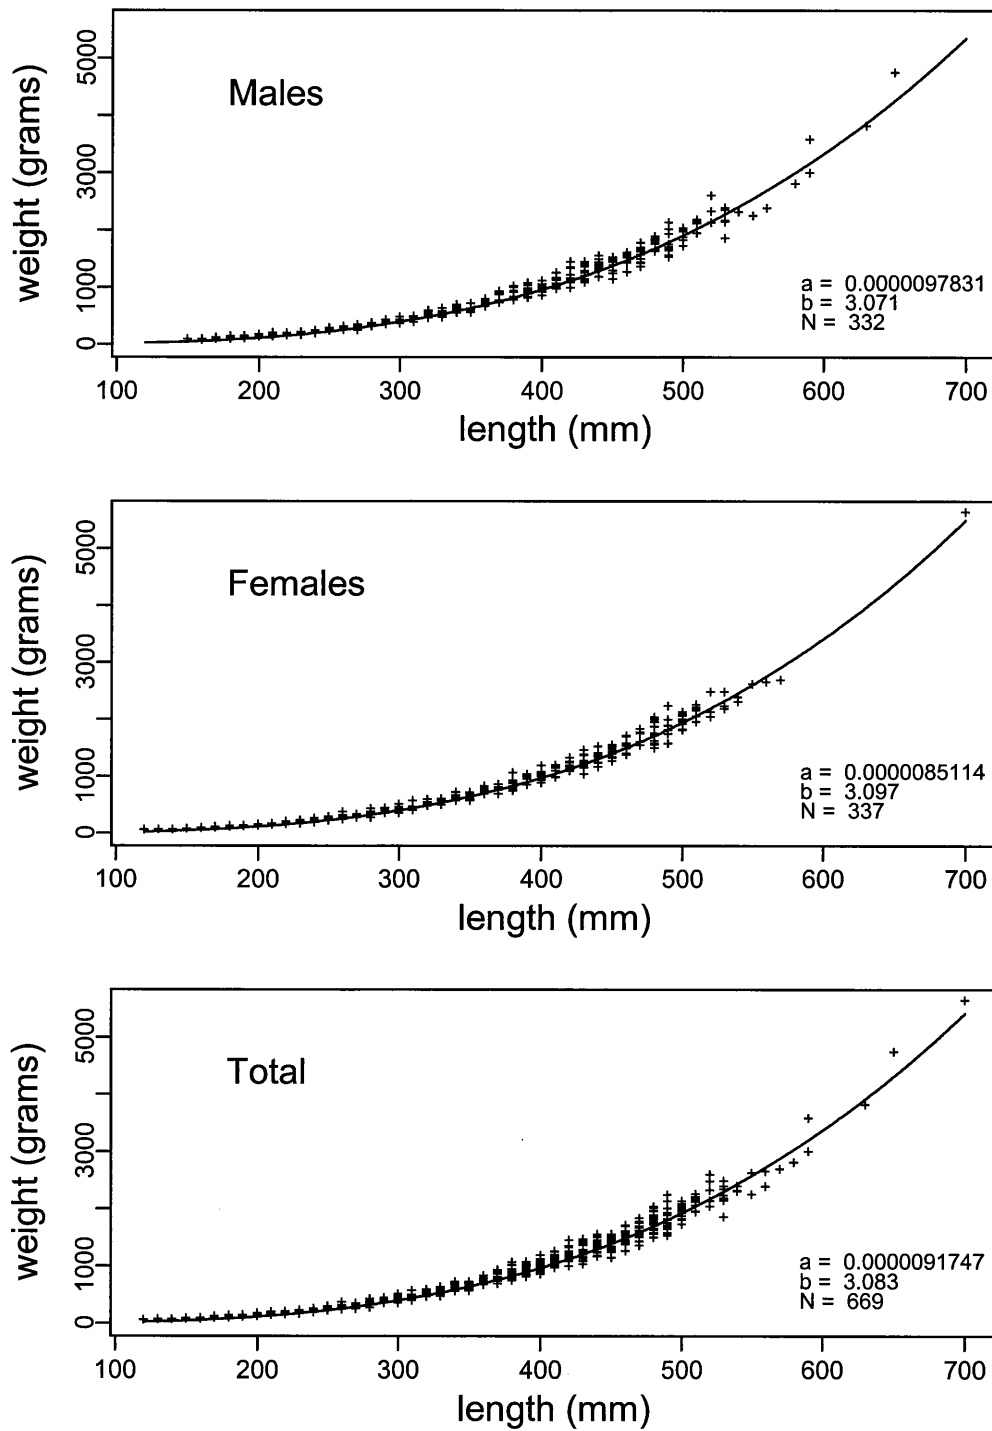 5000
3000
1000
0
weight (grams)
Males
a = 0.0000097831
b = 3.071
N = 332
100 200 300 400 500 600 700
length (mm)
5000
3000
1000
0
weight (grams)
Females
a = 0.0000085114
b = 3.097
N = 337
100 200 300 400 500 600 700
length (mm)
5000
3000
1000
0
weight (grams)
Total
a = 0.0000091747
b = 3.083
N = 669
100 200 300 400 500 600 700
length (mm)